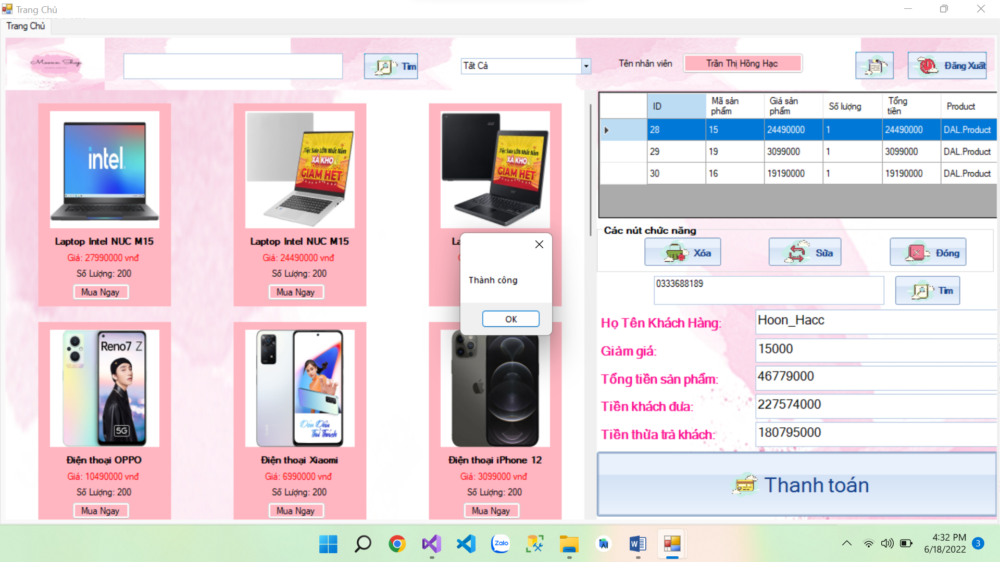 Trang Chủ
Trang Chủ
Moonn Shop
Tìm
Tất Cả
Tên nhân viên
Trần Thị Hồng Hạc
Đăng Xuất
intel.
Laptop Intel NUC M15
Giá: 27990000 vnđ
Số Lượng: 200
Mua Ngay
Tiệc Sale LỚN Nhất Năm
XẢ KHO
GIẢM HẾT
Laptop Intel NUC M15
Giá: 24490000 vnđ
Số Lượng: 200
Mua Ngay
acer
Tiệc Sale LỚN Nhất Năm
XẢ KHO
GIẢM HẾT
La
Thành công
OK
Reno7 Z
5G
Điện thoại OPPO
Giá: 10490000 vnđ
Số Lượng: 200
Mua Ngay
Đón Đầu
Thử Thách
Điện thoại Xiaomi
Giá: 6990000 vnđ
Số Lượng: 200
Mua Ngay
Điện thoại iPhone 12
Giá: 3099000 vnđ
Số Lượng: 200
Mua Ngay
ID Mã sản phẩm Giá sản phẩm Số lượng Tổng tiền Product
28 15 24490000 1 24490000 DAL.Product
29 19 3099000 1 3099000 DAL.Product
30 16 19190000 1 19190000 DAL.Product
Các nút chức năng
Xóa Sửa Đóng
0333688189 Tìm
Họ Tên Khách Hàng: Hoon_Hacc
Giảm giá: 15000
Tổng tiền sản phẩm: 46779000
Tiền khách đưa: 227574000
Tiền thừa trả khách: 180795000
Thanh toán
Zalo
4:32 PM
6/18/2022
3